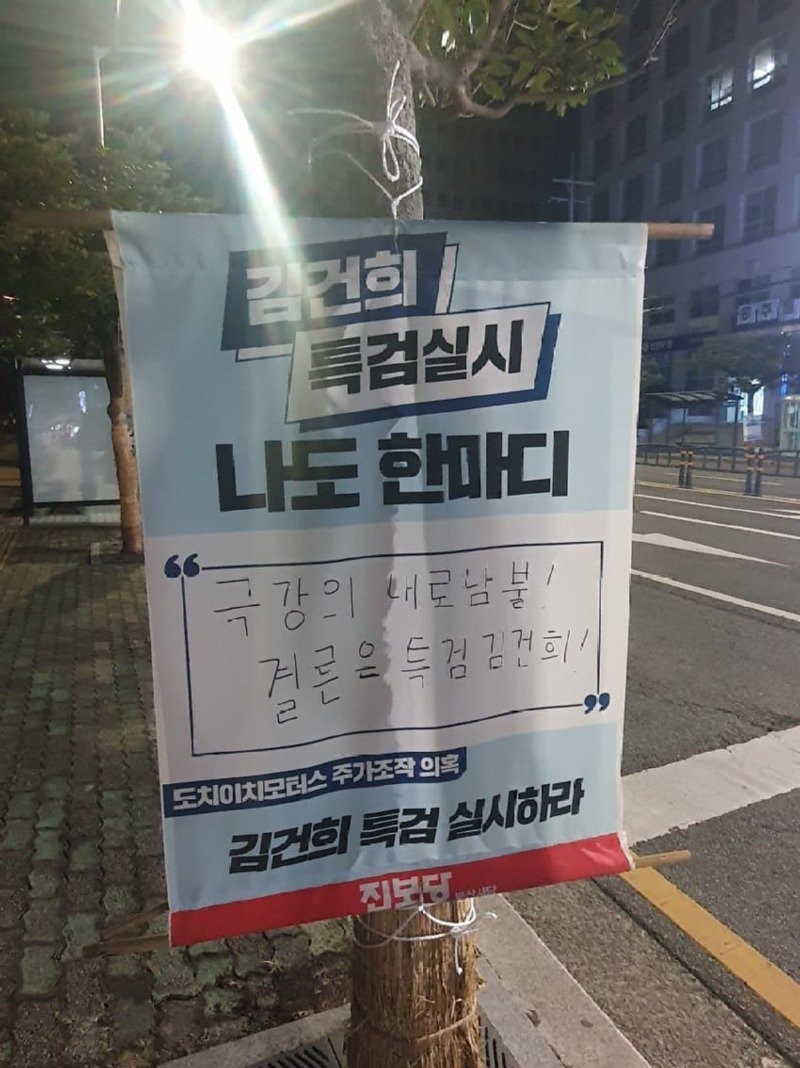 김건희
특검실시
나도 한마디
극강의 내로남불!
결론은 특검 김건희!
도치이치모터스 주가조작 의혹
김건희 특검 실시하라
진보당